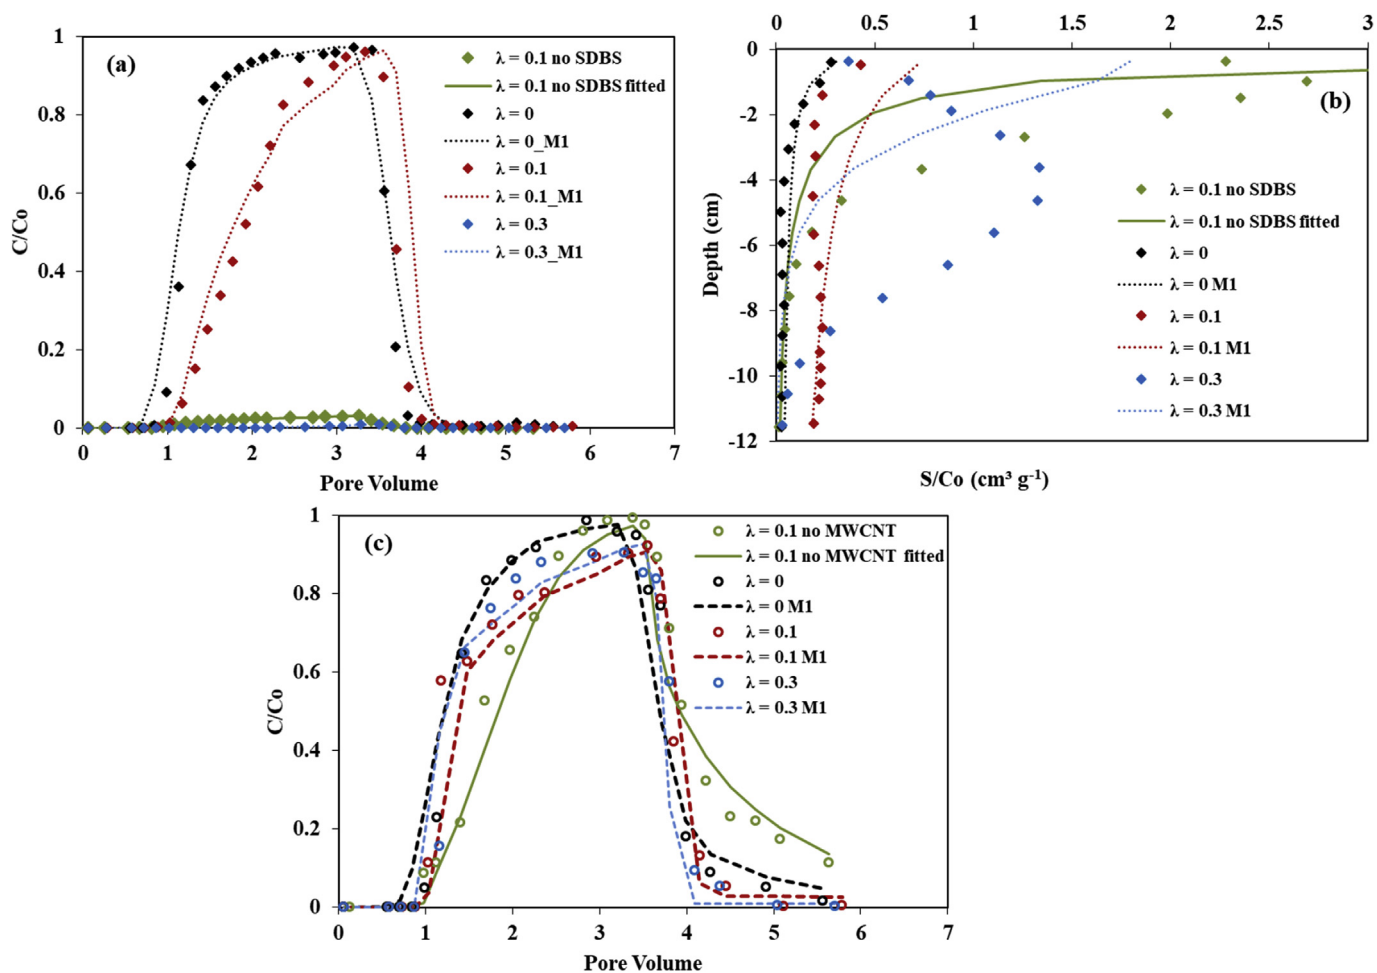 (a)
C/Co
1
0.8
0.6
0.4
0.2
0
0 1 2 3 4 5 6 7
Pore Volume
λ = 0.1 no SDBS
λ = 0.1 no SDBS fitted
λ = 0
λ = 0_M1
λ = 0.1
λ = 0.1_M1
λ = 0.3
λ = 0.3_M1
0 0.5 1 1.5 2 2.5 3
(b)
Depth (cm)
0
-2
-4
-6
-8
-10
-12
S/Co (cm³ g⁻¹)
λ = 0.1 no SDBS
λ = 0.1 no SDBS fitted
λ = 0
λ = 0 M1
λ = 0.1
λ = 0.1 M1
λ = 0.3
λ = 0.3 M1
(c)
C/Co
1
0.8
0.6
0.4
0.2
0
0 1 2 3 4 5 6 7
Pore Volume
λ = 0.1 no MWCNT
λ = 0.1 no MWCNT fitted
λ = 0
λ = 0 M1
λ = 0.1
λ = 0.1 M1
λ = 0.3
λ = 0.3 M1